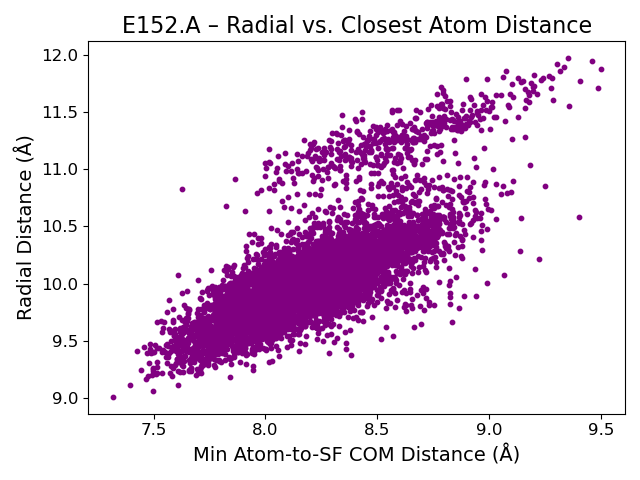 E152.A – Radial vs. Closest Atom Distance
Radial Distance (Å)
12.0
11.5
11.0
10.5
10.0
9.5
9.0
7.5 8.0 8.5 9.0 9.5
Min Atom-to-SF COM Distance (Å)